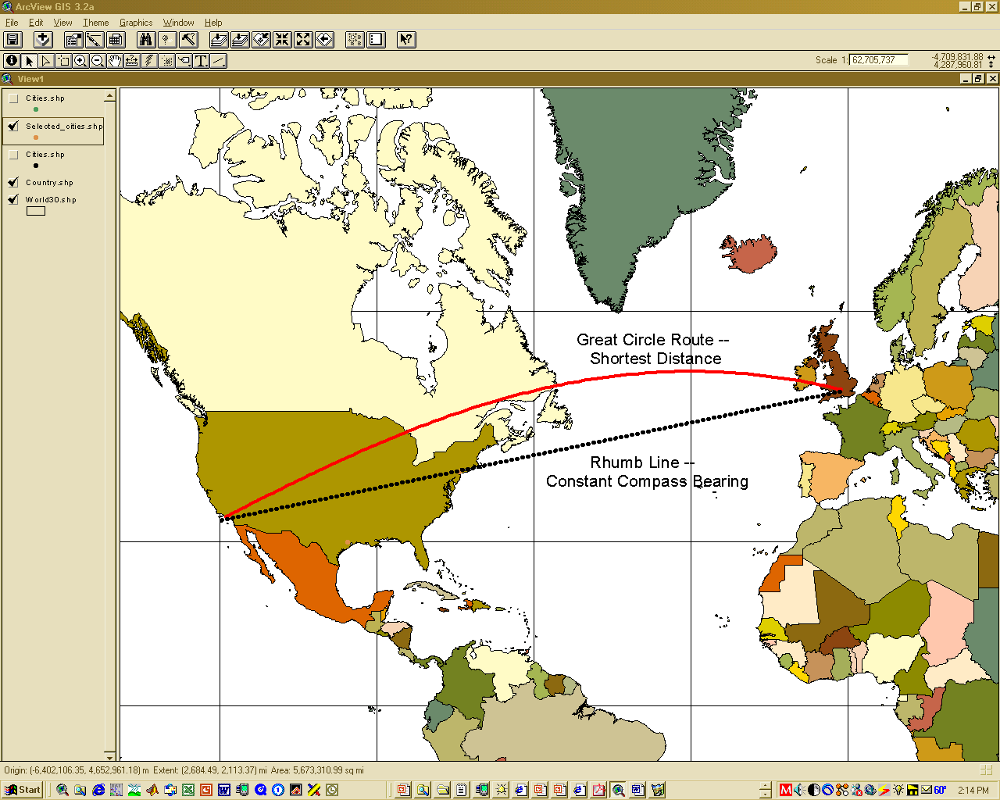 ArcView GIS 3.2a
File Edit View Theme Graphics Window Help
Scale 1: 62,705,737
-4,709,831.88
4,287,960.81
View1
Cities.shp
Selected_cities.shp
Cities.shp
Country.shp
World30.shp
Great Circle Route --
Shortest Distance
Rhumb Line --
Constant Compass Bearing
Origin: (-6,402,106.35, 4,652,961.18) m Extent: (2,684.49, 2,113.37) mi Area: 5,673,310.99 sq mi
Start
60°
2:14 PM